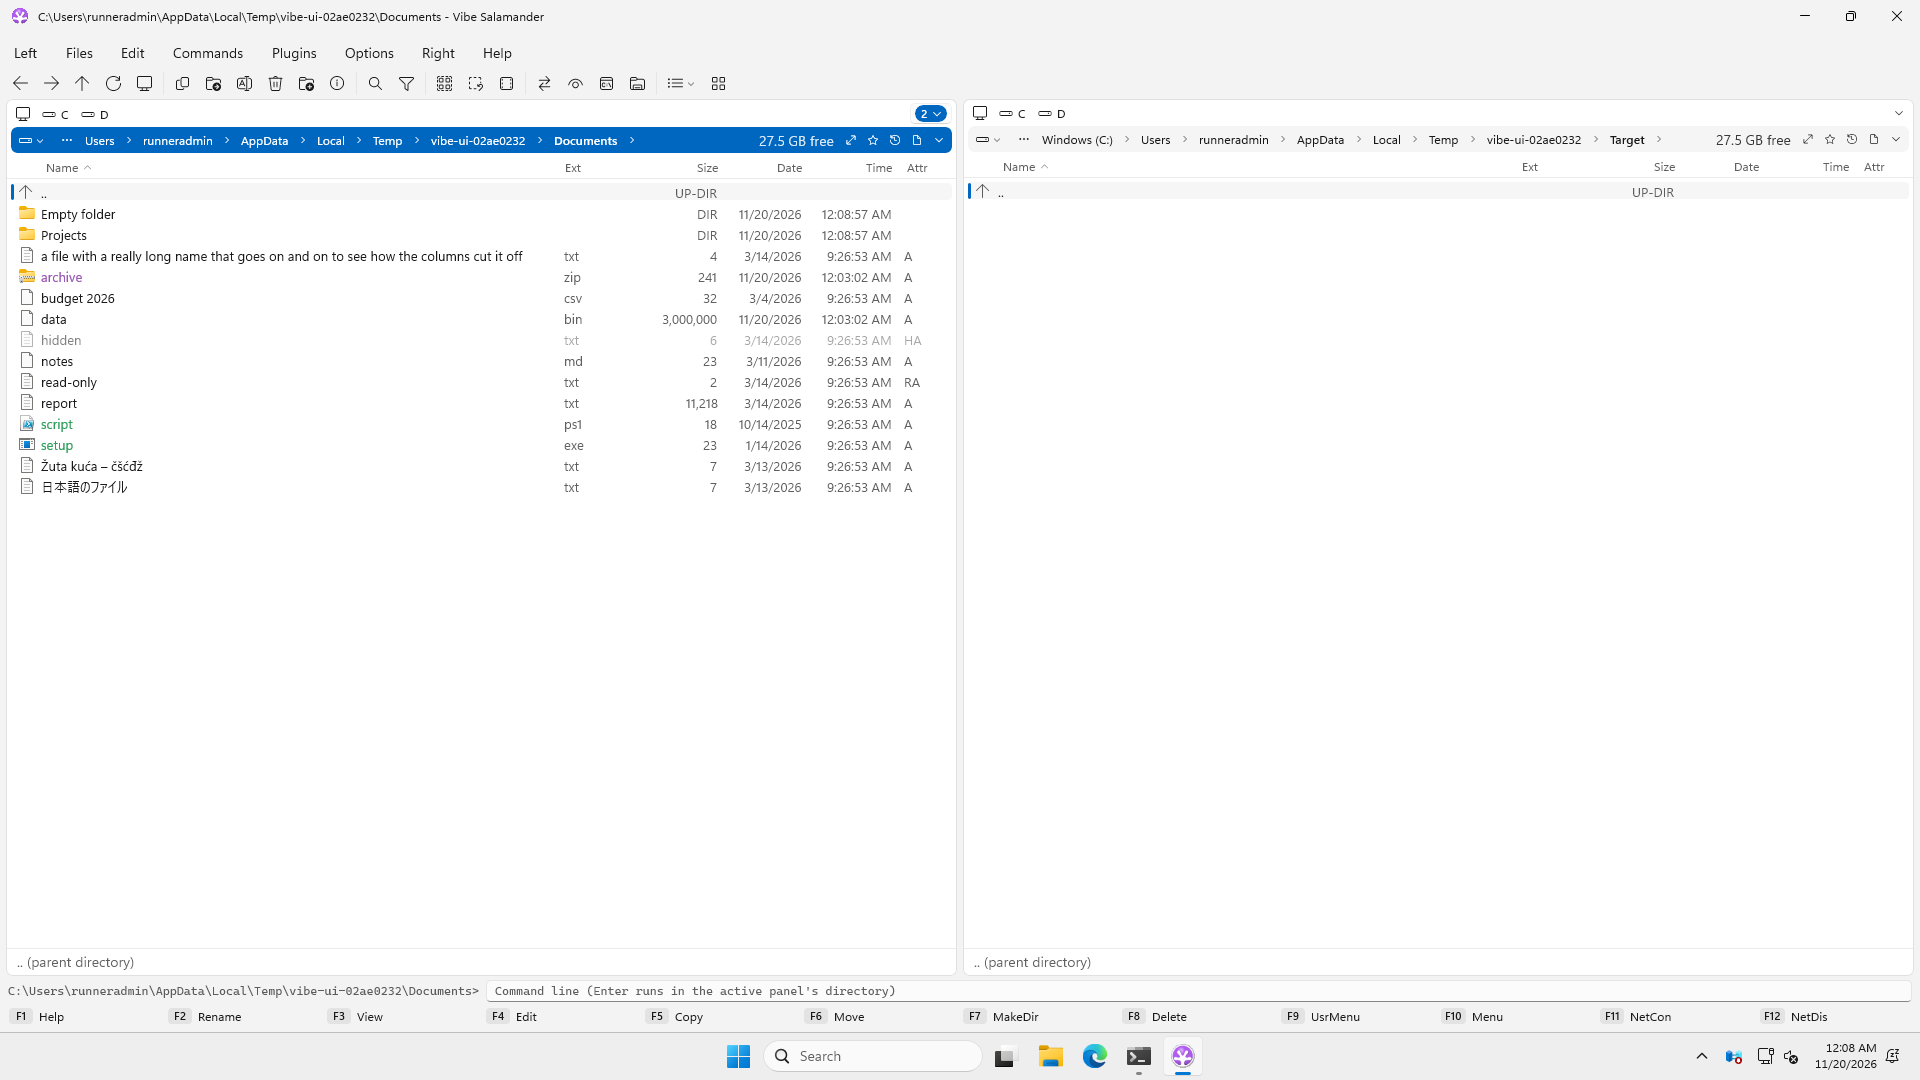 C:\Users\runneradmin\AppData\Local\Temp\vibe-ui-02ae0232\Documents - Vibe Salamander
Left Files Edit Commands Plugins Options Right Help
C D 2
Users runneradmin AppData Local Temp vibe-ui-02ae0232 Documents 27.5 GB free
Name Ext Size Date Time Attr
.. UP-DIR
Empty folder DIR 11/20/2026 12:08:57 AM
Projects DIR 11/20/2026 12:08:57 AM
a file with a really long name that goes on and on to see how the columns cut it off txt 4 3/14/2026 9:26:53 AM A
archive zip 241 11/20/2026 12:03:02 AM A
budget 2026 csv 32 3/4/2026 9:26:53 AM A
data bin 3,000,000 11/20/2026 12:03:02 AM A
hidden txt 6 3/14/2026 9:26:53 AM HA
notes md 23 3/11/2026 9:26:53 AM A
read-only txt 2 3/14/2026 9:26:53 AM RA
report txt 11,218 3/14/2026 9:26:53 AM A
script ps1 18 10/14/2025 9:26:53 AM A
setup exe 23 1/14/2026 9:26:53 AM A
Žuta kuća – čšćđž txt 7 3/13/2026 9:26:53 AM A
日本語のファイル txt 7 3/13/2026 9:26:53 AM A
.. (parent directory)
C D
Windows (C:) Users runneradmin AppData Local Temp vibe-ui-02ae0232 Target 27.5 GB free
Name Ext Size Date Time Attr
.. UP-DIR
.. (parent directory)
C:\Users\runneradmin\AppData\Local\Temp\vibe-ui-02ae0232\Documents> Command line (Enter runs in the active panel's directory)
F1 Help F2 Rename F3 View F4 Edit F5 Copy F6 Move F7 MakeDir F8 Delete F9 UsrMenu F10 Menu F11 NetCon F12 NetDis
Search
12:08 AM
11/20/2026